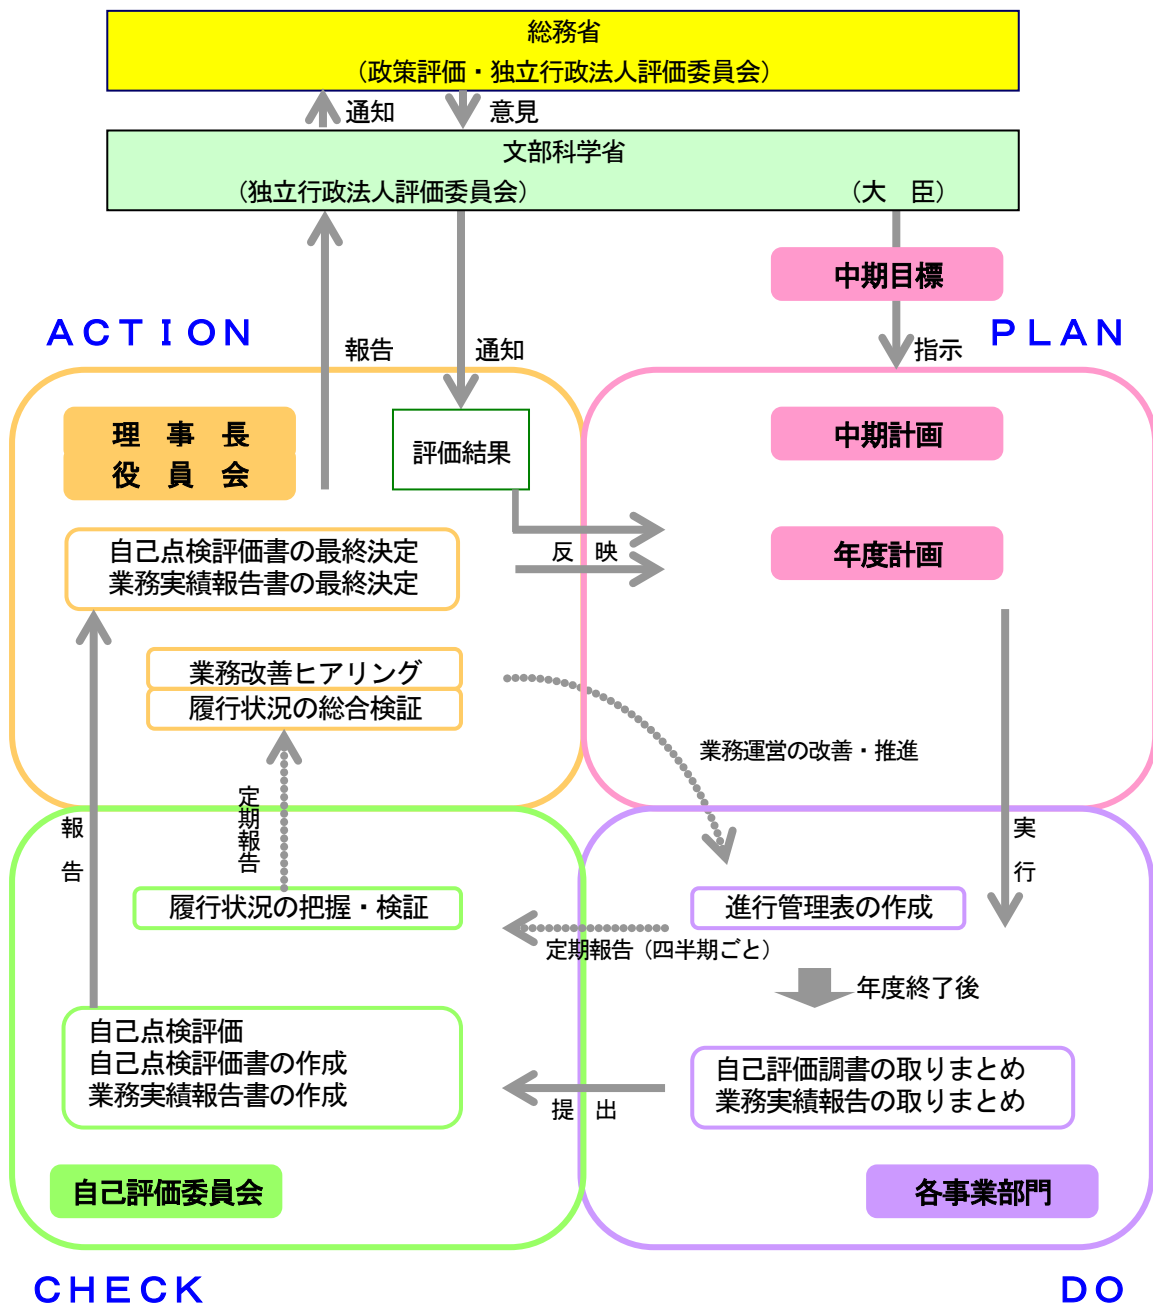 総務省
（政策評価・独立行政法人評価委員会）
通知
意見
文部科学省
（独立行政法人評価委員会）
（大　臣）
中期目標
ＡＣＴＩＯＮ
報告
通知
指示
ＰＬＡＮ
理　事　長
役　員　会
評価結果
中期計画
自己点検評価書の最終決定
業務実績報告書の最終決定
反　映
年度計画
業務改善ヒアリング
履行状況の総合検証
業務運営の改善・推進
定期報告
報告
実行
履行状況の把握・検証
進行管理表の作成
定期報告（四半期ごと）
年度終了後
自己点検評価
自己点検評価書の作成
業務実績報告書の作成
自己評価調書の取りまとめ
業務実績報告の取りまとめ
提　出
自己評価委員会
各事業部門
ＣＨＥＣＫ
ＤＯ